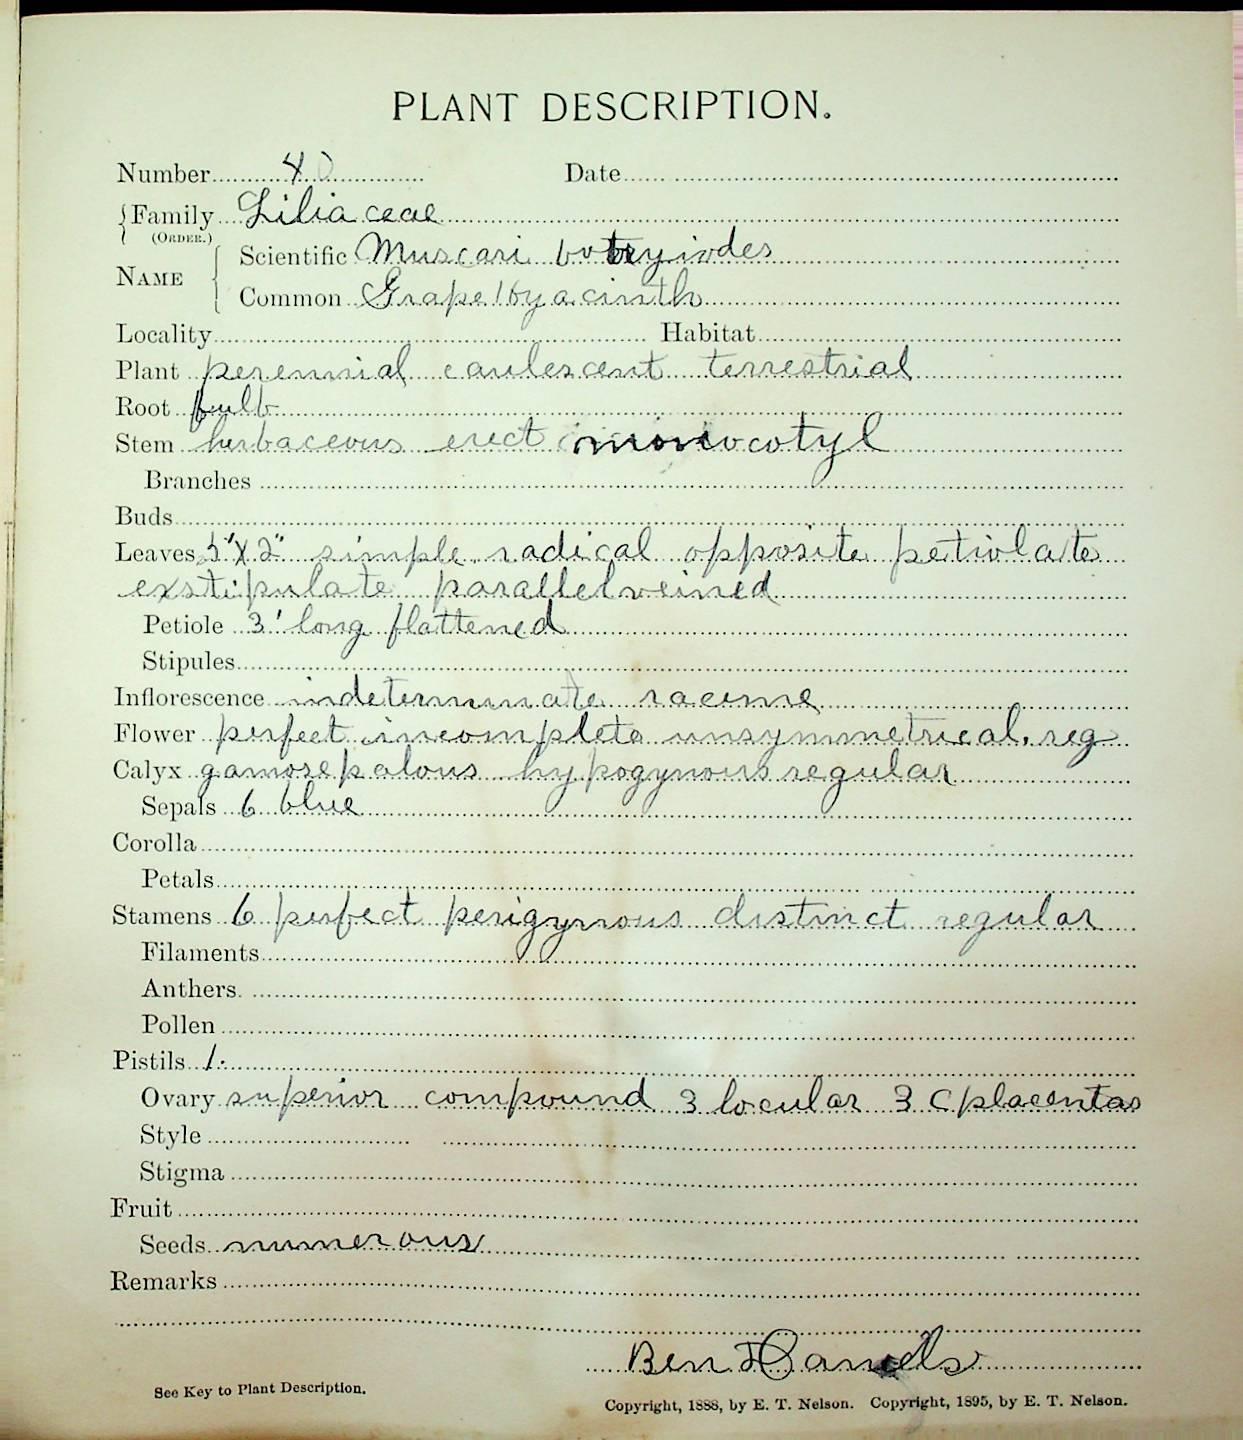 PLANT DESCRIPTION.
Number 40 Date
Family Liliaceae
(ORDER.)
Scientific Muscari botryiodes
NAME
Common Grape Hyacinth
Locality Habitat
Plant perennial caulescent terrestrial
Root bulb
Stem herbaceous erect monocotyl
Branches
Buds
Leaves 5"X2" simple radical opposite petiolate
exstipulate parallelveined
Petiole 3' long flattened
Stipules
Inflorescence indeterminate raceme
Flower perfect incomplete unsymmetrical. reg
Calyx gamosepalous hypogynous regular
Sepals 6 blue
Corolla
Petals
Stamens 6 perfect perigynous distinct regular
Filaments
Anthers
Pollen
Pistils 1.
Ovary superior compound 3 locular 3 C placentas
Style
Stigma
Fruit
Seeds numerous
Remarks
Ben Daniels
See Key to Plant Description.
Copyright, 1888, by E. T. Nelson. Copyright, 1895, by E. T. Nelson.